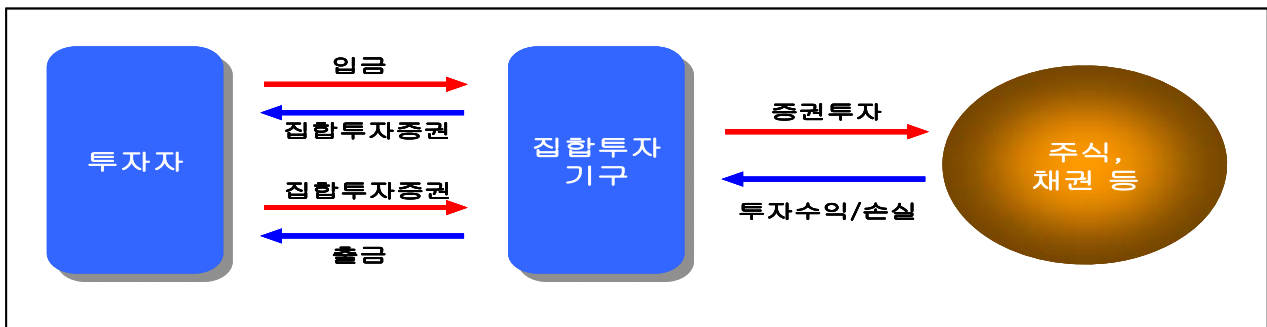 투자자
입금
집합투자증권
집합투자증권
출금
집합투자
기구
증권투자
투자수익/손실
주식,
채권 등